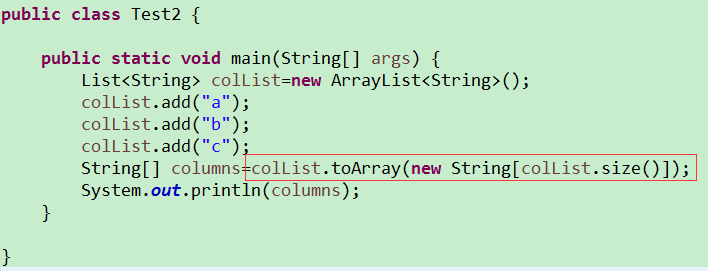 public class Test2 {
public static void main(String[] args) {
List<String> colList=new ArrayList<String>();
colList.add("a");
colList.add("b");
colList.add("c");
String[] columns=colList.toArray(new String[colList.size()]);
System.out.println(columns);
}
}